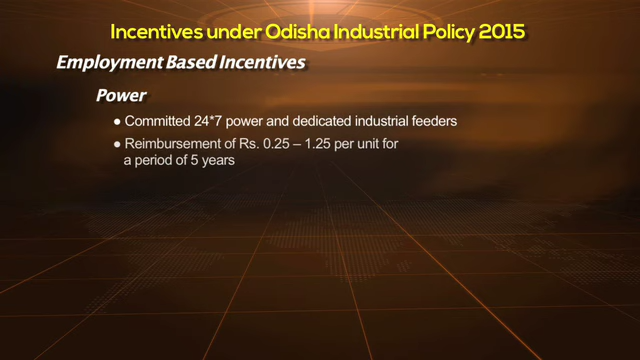 Incentives under Odisha Industrial Policy 2015
Employment Based Incentives
Power
● Committed 24*7 power and dedicated industrial feeders
● Reimbursement of Rs. 0.25 – 1.25 per unit for
a period of 5 years